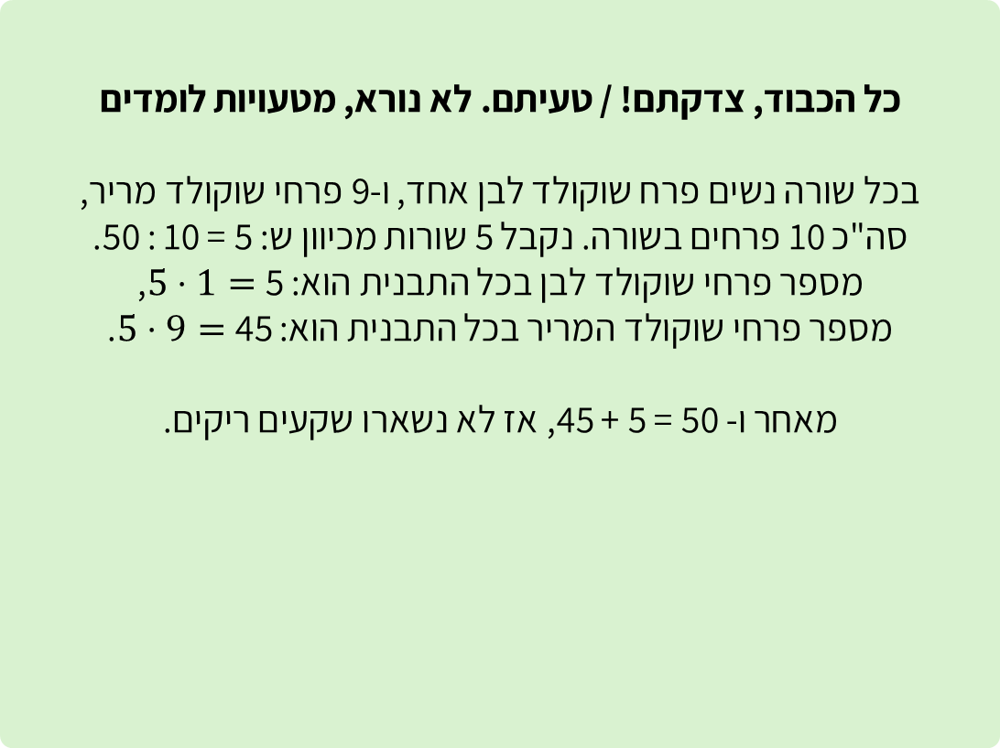 כל הכבוד, צדקתם! / טעיתם. לא נורא, מטעויות לומדים
בכל שורה נשים פרח שוקולד לבן אחד, ו-9 פרחי שוקולד מריר,
סה"כ 10 פרחים בשורה. נקבל 5 שורות מכיוון ש: 5 = 10 : 50.
מספר פרחי שוקולד לבן בכל התבנית הוא: 5 = 1 · 5,
מספר פרחי שוקולד המריר בכל התבנית הוא: 45 = 9 · 5.
מאחר ו- 50 = 5 + 45, אז לא נשארו שקעים ריקים.